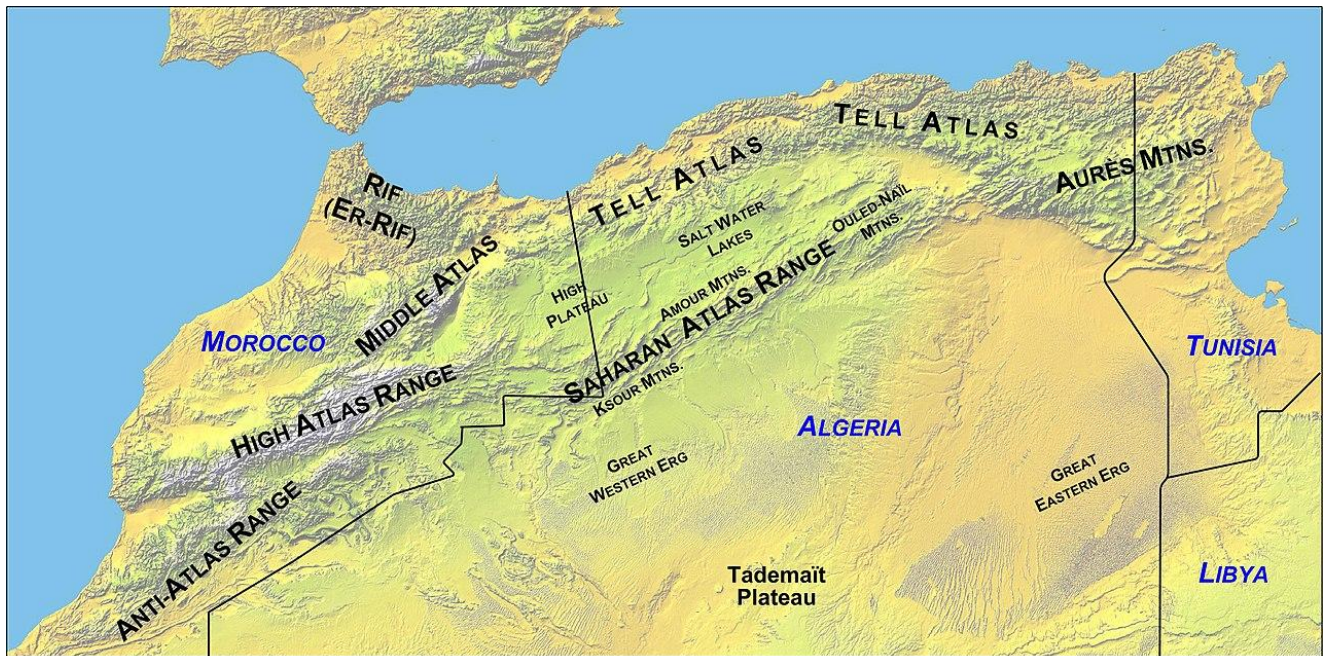 TELL ATLAS
TELL ATLAS
AURÈS MTNS.
RIF
(ER-RIF)
SALT WATER
LAKES
OULED-NAÏL
MTNS.
MIDDLE ATLAS
HIGH
PLATEAU
AMOUR MTNS.
SAHARAN ATLAS RANGE
KSOUR MTNS.
MOROCCO
TUNISIA
HIGH ATLAS RANGE
ALGERIA
GREAT
WESTERN ERG
GREAT
EASTERN ERG
ANTI-ATLAS RANGE
Tademaït
Plateau
LIBYA